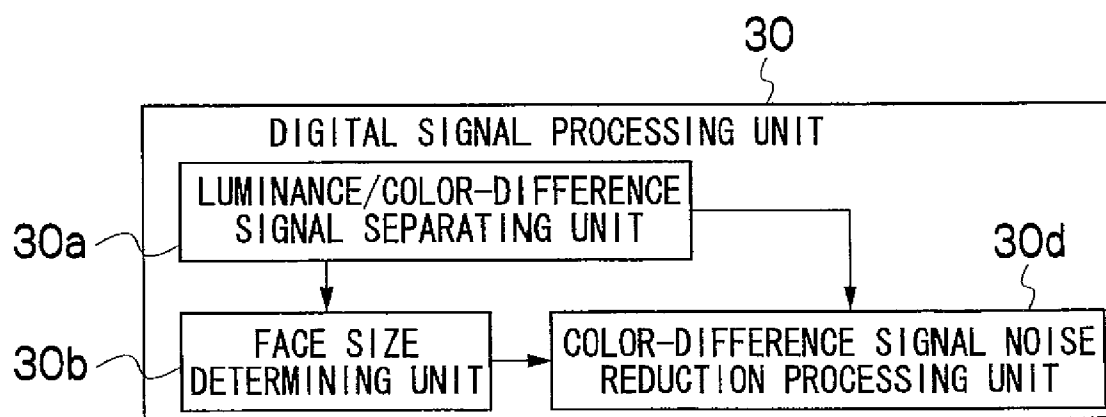 30
DIGITAL SIGNAL PROCESSING UNIT
LUMINANCE/COLOR-DIFFERENCE
SIGNAL SEPARATING UNIT
30a
30d
FACE SIZE
DETERMINING UNIT
30b
COLOR-DIFFERENCE SIGNAL NOISE
REDUCTION PROCESSING UNIT